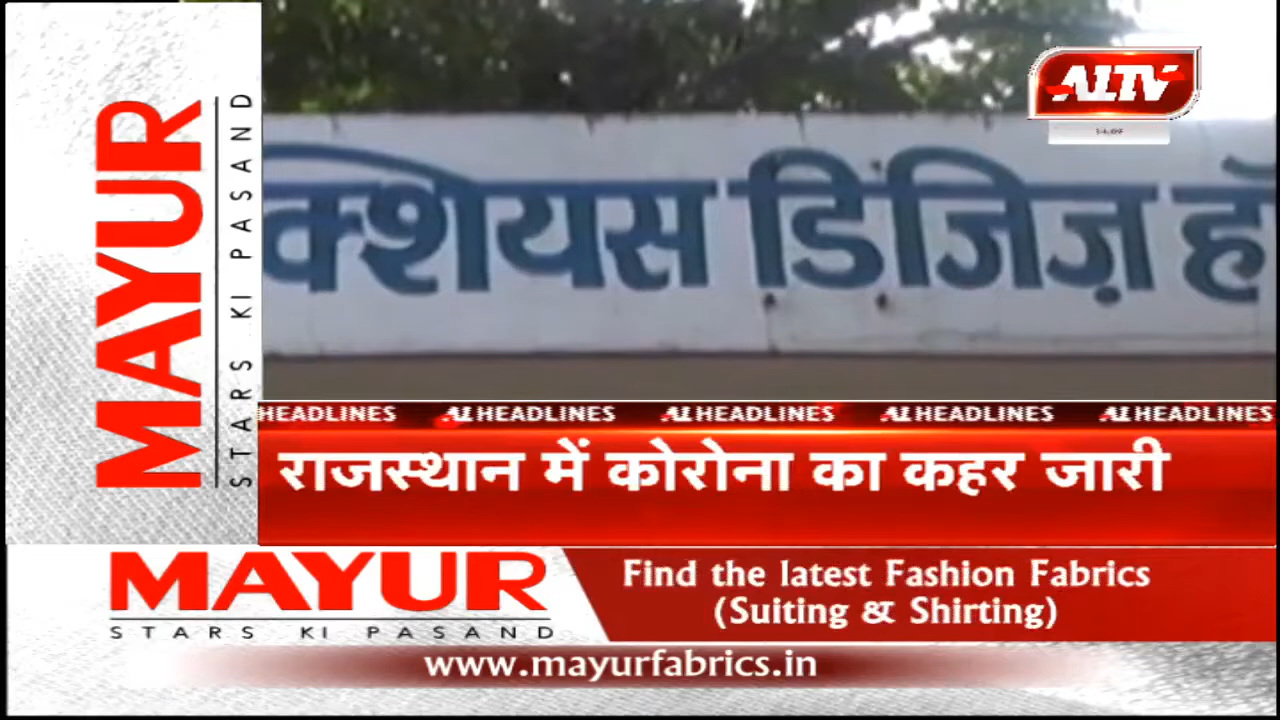 MAYUR
STARS KI PASAND
ALTV
क्शियस डिजिज़ हॉ
HEADLINES AL HEADLINES AL HEADLINES AL HEADLINES AL HEADLINES
राजस्थान में कोरोना का कहर जारी
MAYUR
STARS KI PASAND
Find the latest Fashion Fabrics
(Suiting & Shirting)
www.mayurfabrics.in